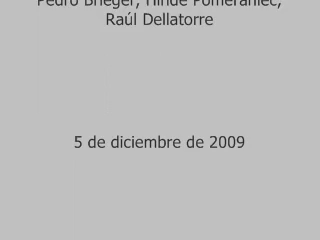 Pedro Brieger, Hinde Pomeraniec,
Raúl Dellatorre
5 de diciembre de 2009